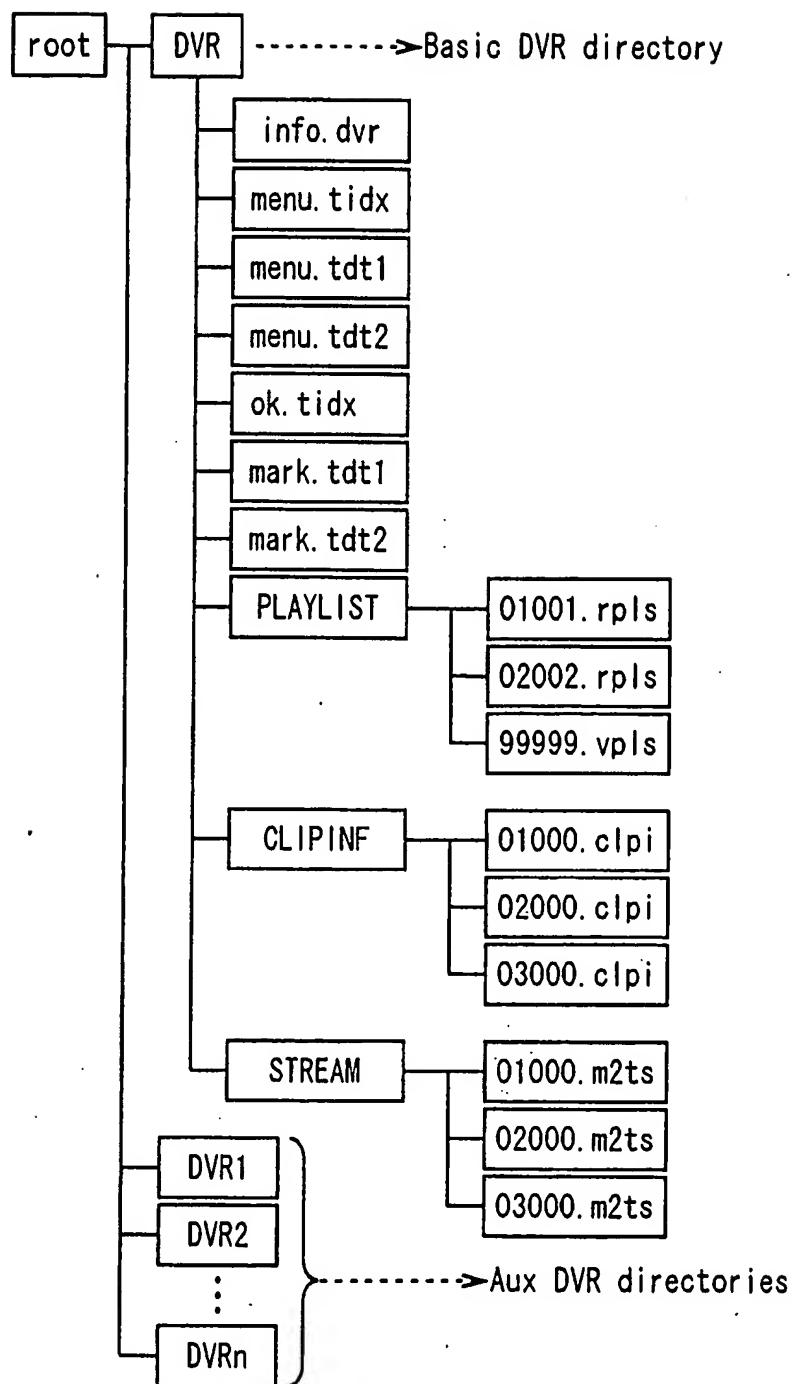 root DVR Basic DVR directory
info.dvr
menu.tidx
menu.tdt1
menu.tdt2
ok.tidx
mark.tdt1
mark.tdt2
PLAYLIST 01001.rpls
02002.rpls
99999.vpls
CLIPINF 01000.clpi
02000.clpi
03000.clpi
STREAM 01000.m2ts
02000.m2ts
03000.m2ts
DVR1
DVR2
Aux DVR directories
DVRn